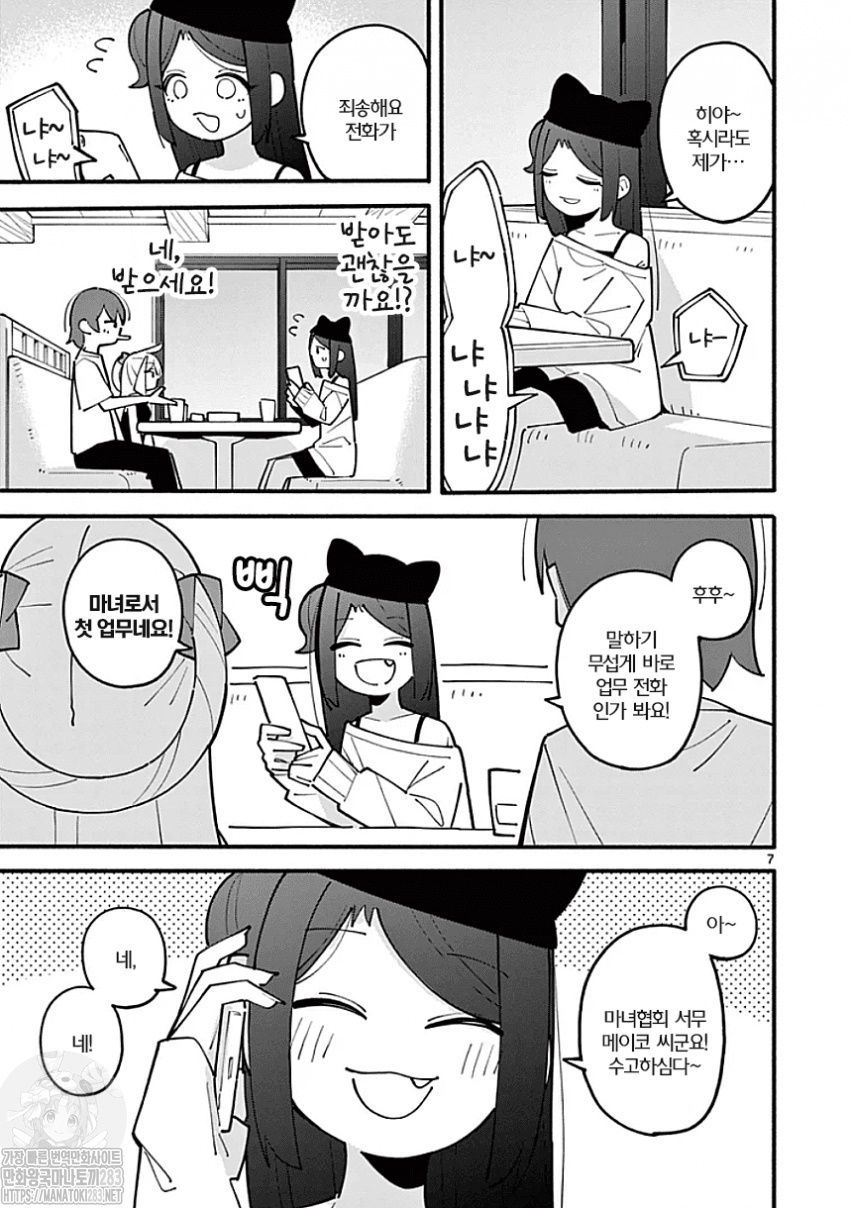 히야~
혹시라도
제가…
냐~
냐
냐
냐
냐
냐-
죄송해요
전화가
냐~
냐~
받아도
괜찮을
까요!?
네,
받으세요!
후후~
말하기
무섭게 바로
업무 전화
인가 봐요!
삑
마녀로서
첫 업무네요!
7
아~
마녀협회 서무
메이코 씨군요!
수고하심다~
네,
네!
가장 빠른 번역만화사이트
만화왕국마나토끼283
HTTPS://MANATOKI283.NET